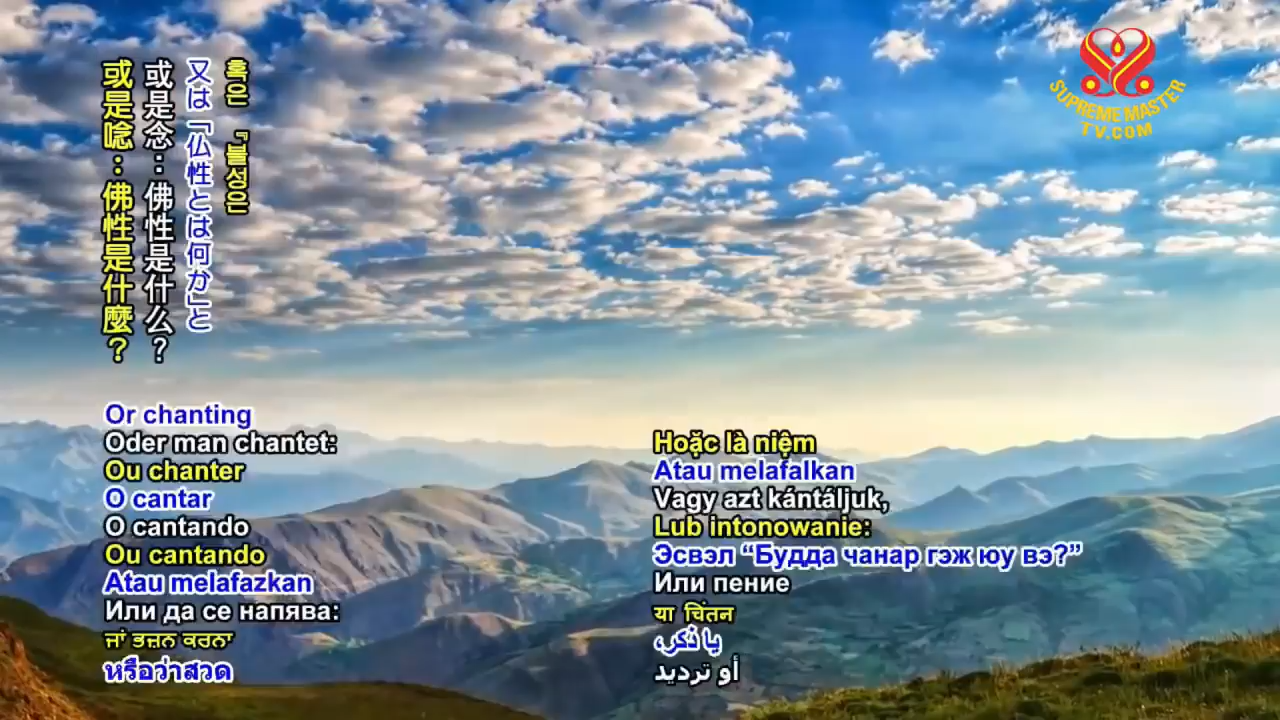 혹은 『불성은
又は「仏性とは何か」と
或是念：佛性是什么？
或是唸：佛性是什麼？
SUPREME MASTER
TV.COM
Or chanting
Oder man chantet:
Ou chanter
O cantar
O cantando
Ou cantando
Atau melafazkan
Или да се напява:
ਜਾਂ ਭਜ਼ਨ ਕਰਨਾ
หรือว่าสวด
Hoặc là niệm
Atau melafalkan
Vagy azt kántáljuk,
Lub intonowanie:
Эсвэл “Будда чанар гэж юу вэ?”
Или пение
या चिंतन
یا ذکر،
أو ترديد